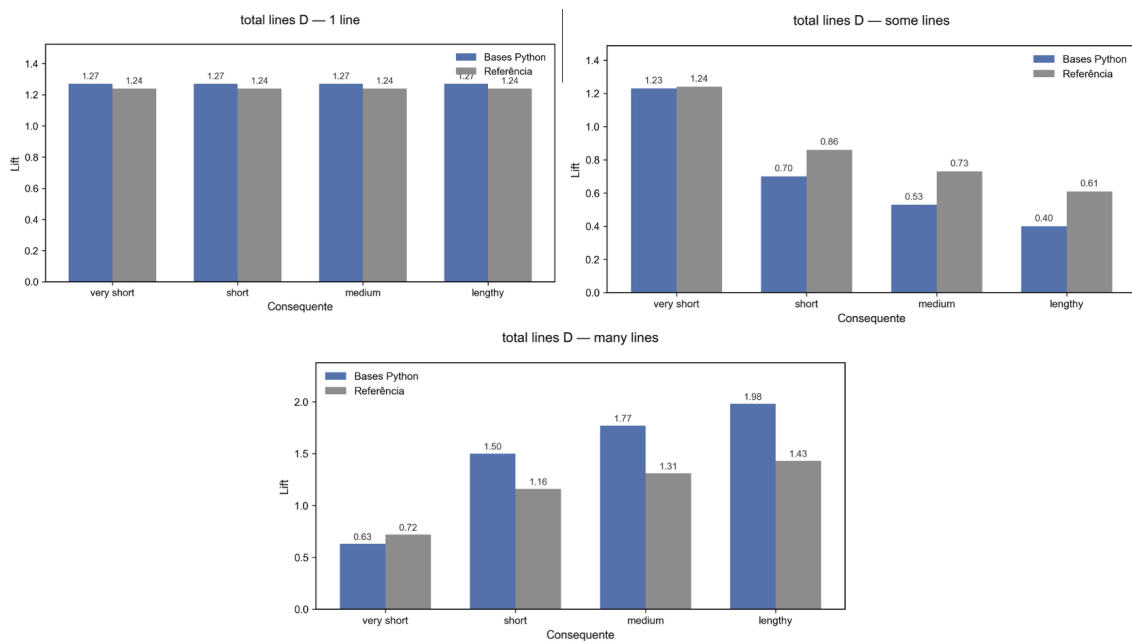 total lines D — 1 line
Bases Python
Referência
1.27 1.24 1.27 1.24 1.27 1.24 1.27 1.24
1.4
1.2
1.0
0.8
0.6
0.4
0.2
0.0
Lift
very short short medium lengthy
Consequente
total lines D — some lines
Bases Python
Referência
1.23 1.24 0.70 0.86 0.53 0.73 0.40 0.61
1.4
1.2
1.0
0.8
0.6
0.4
0.2
0.0
Lift
very short short medium lengthy
Consequente
total lines D — many lines
Bases Python
Referência
0.63 0.72 1.50 1.16 1.77 1.31 1.98 1.43
2.0
1.5
1.0
0.5
0.0
Lift
very short short medium lengthy
Consequente